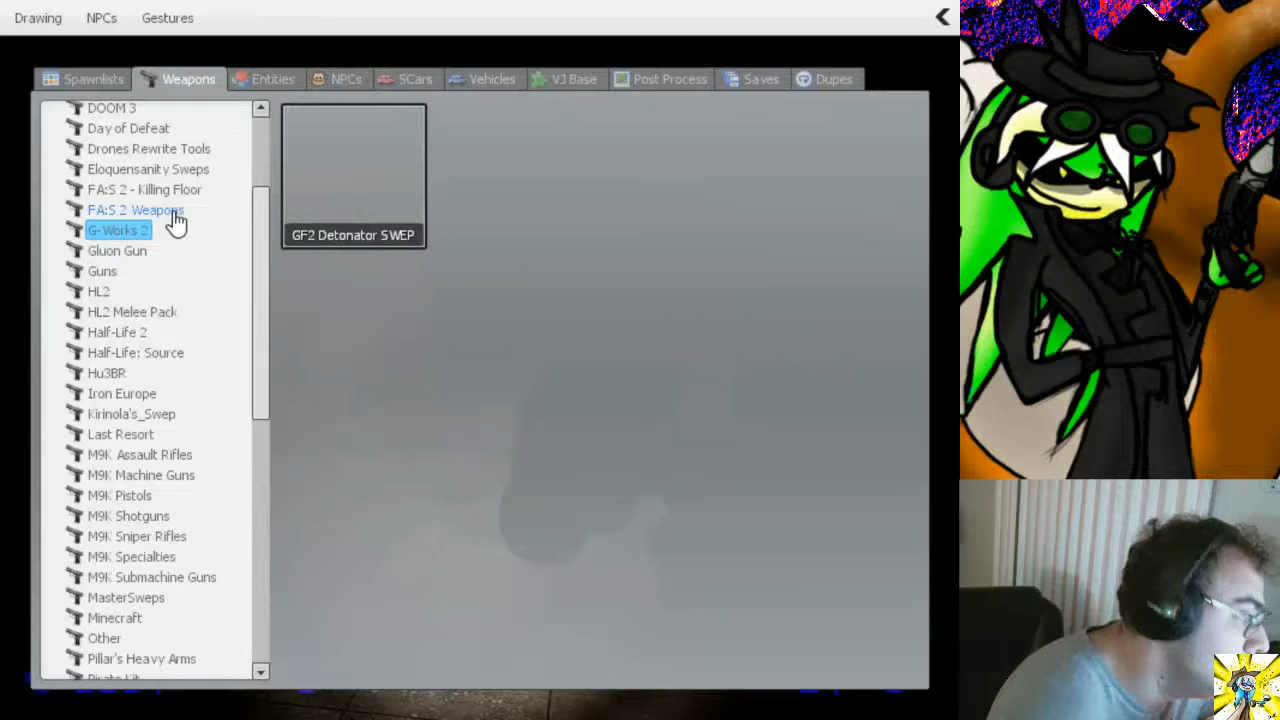 Drawing NPCs Gestures
Spawnlists Weapons Entities NPCs SCars Vehicles VJ Base Post Process Saves Dupes
DOOM 3
Day of Defeat
Drones Rewrite Tools
Eloquensanity Sweps
FA:S 2 - Killing Floor
FA:S 2 Weapons
G-Works 2
Gluon Gun
Guns
HL2
HL2 Melee Pack
Half-Life 2
Half-Life: Source
Hu3BR
Iron Europe
Kirinola's_Swep
Last Resort
M9K Assault Rifles
M9K Machine Guns
M9K Pistols
M9K Shotguns
M9K Sniper Rifles
M9K Specialties
M9K Submachine Guns
MasterSweps
Minecraft
Other
Pillar's Heavy Arms
Pirate Kit
GF2 Detonator SWEP